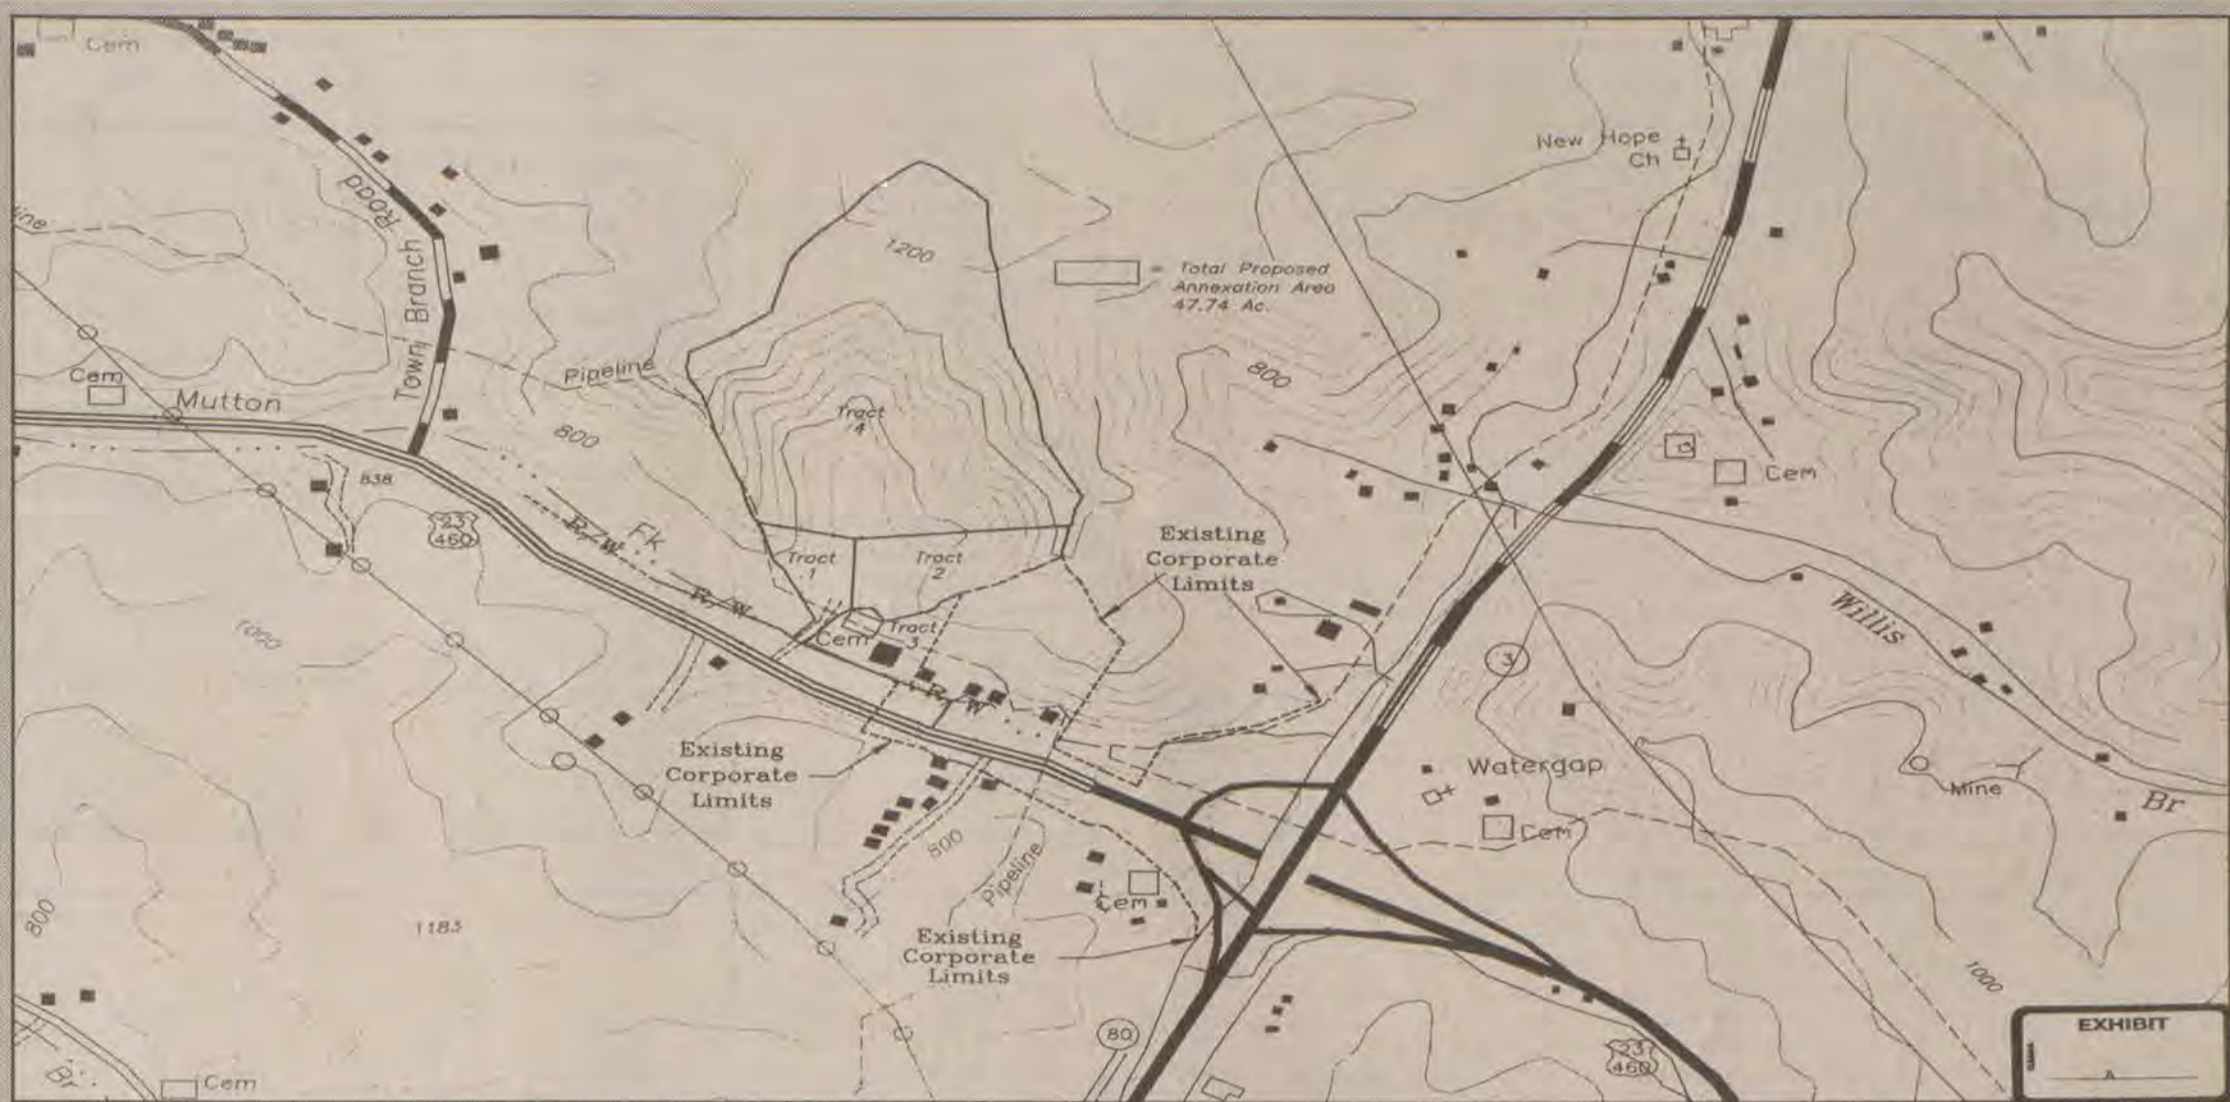 Cem
New Hope
Ch
Road
Town Branch
1200
Total Proposed
Annexation Area
47.74 Ac.
Pipeline
800
Cem
Mutton
800
Tract
4
Cem
838
23
460
R/W
Fk
Existing
Corporate
Limits
Tract
1
Tract
2
R/W
Willis
1000
Cem
Tract
3
3
R/W
Existing
Corporate
Limits
Watergap
Mine
Br
Cem
800
Pipeline
Cem
800
1183
Existing
Corporate
Limits
1000
80
23
460
EXHIBIT
A
Br
Cem